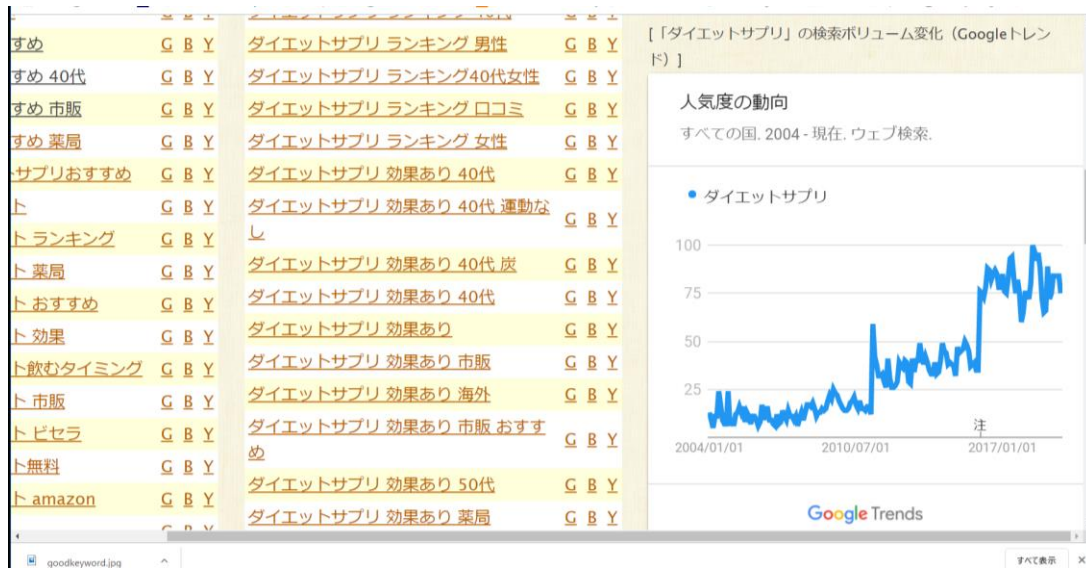 すめ G B Y
すめ 40代 G B Y
すめ 市販 G B Y
すめ 薬局 G B Y
サプリおすすめ G B Y
ト G B Y
ト ランキング G B Y
ト 薬局 G B Y
ト おすすめ G B Y
ト 効果 G B Y
ト飲むタイミング G B Y
ト 市販 G B Y
ト ビセラ G B Y
ト無料 G B Y
ト amazon G B Y
ダイエットサプリ ランキング 男性 G B Y
ダイエットサプリ ランキング40代女性 G B Y
ダイエットサプリ ランキング 口コミ G B Y
ダイエットサプリ ランキング 女性 G B Y
ダイエットサプリ 効果あり 40代 G B Y
ダイエットサプリ 効果あり 40代 運動な
し G B Y
ダイエットサプリ 効果あり 40代 炭 G B Y
ダイエットサプリ 効果あり 40代 G B Y
ダイエットサプリ 効果あり G B Y
ダイエットサプリ 効果あり 市販 G B Y
ダイエットサプリ 効果あり 海外 G B Y
ダイエットサプリ 効果あり 市販 おすす
め G B Y
ダイエットサプリ 効果あり 50代 G B Y
ダイエットサプリ 効果あり 薬局 G B Y
[「ダイエットサプリ」の検索ボリューム変化（Googleトレン
ド）]
人気度の動向
すべての国. 2004 - 現在. ウェブ検索.
ダイエットサプリ
100
75
50
25
注
2004/01/01 2010/07/01 2017/01/01
Google Trends
goodkeyword.jpg
すべて表示